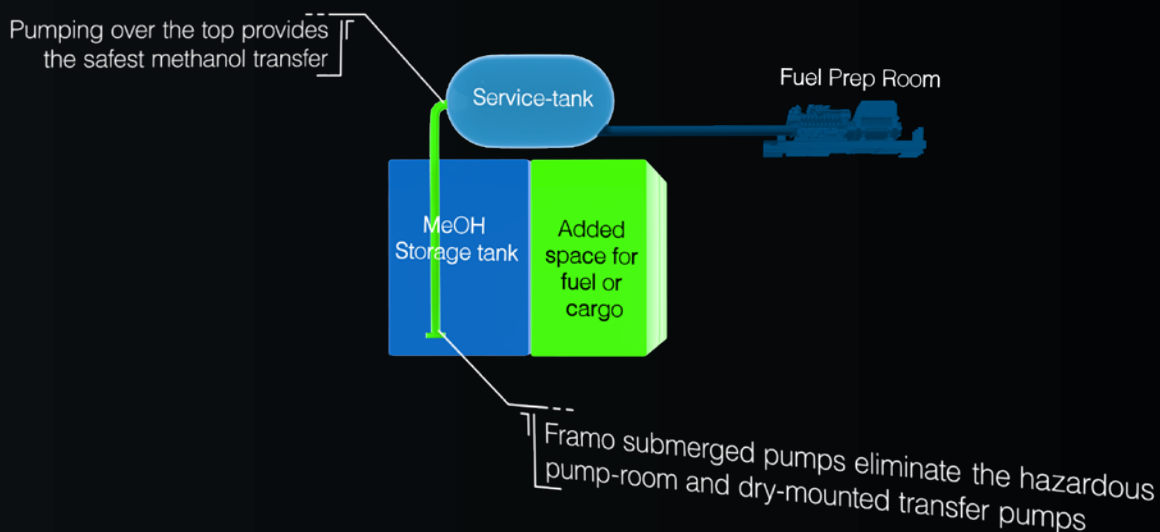 Pumping over the top provides
the safest methanol transfer
Service-tank
Fuel Prep Room
MeOH
Storage tank
Added
space for
fuel or
cargo
Framo submerged pumps eliminate the hazardous
pump-room and dry-mounted transfer pumps